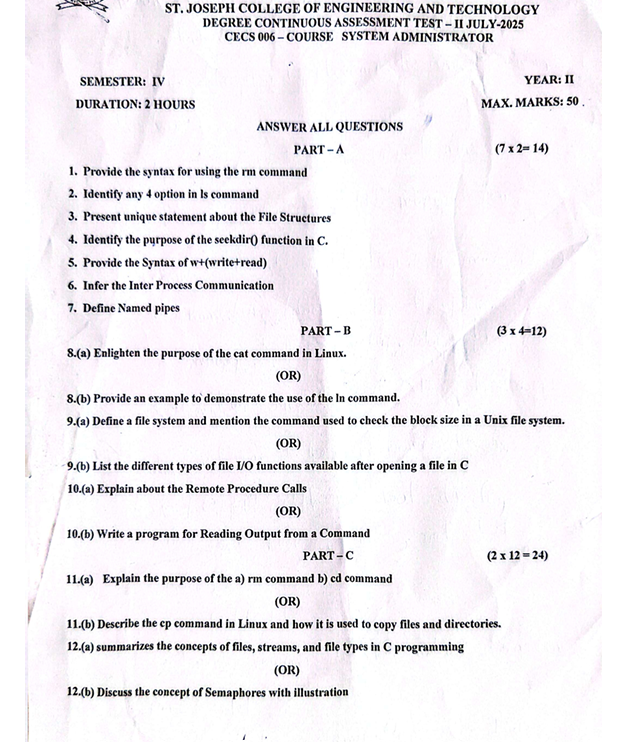 ST. JOSEPH COLLEGE OF ENGINEERING AND TECHNOLOGY
DEGREE CONTINUOUS ASSESSMENT TEST – II JULY-2025
CECS 006 – COURSE SYSTEM ADMINISTRATOR
SEMESTER: IV YEAR: II
DURATION: 2 HOURS MAX. MARKS: 50 .
ANSWER ALL QUESTIONS
PART – A (7 x 2= 14)
1. Provide the syntax for using the rm command
2. Identify any 4 option in ls command
3. Present unique statement about the File Structures
4. Identify the purpose of the seekdir() function in C.
5. Provide the Syntax of w+(write+read)
6. Infer the Inter Process Communication
7. Define Named pipes
PART – B (3 x 4=12)
8.(a) Enlighten the purpose of the cat command in Linux.
(OR)
8.(b) Provide an example to demonstrate the use of the ln command.
9.(a) Define a file system and mention the command used to check the block size in a Unix file system.
(OR)
9.(b) List the different types of file I/O functions available after opening a file in C
10.(a) Explain about the Remote Procedure Calls
(OR)
10.(b) Write a program for Reading Output from a Command
PART – C (2 x 12 = 24)
11.(a) Explain the purpose of the a) rm command b) cd command
(OR)
11.(b) Describe the cp command in Linux and how it is used to copy files and directories.
12.(a) summarizes the concepts of files, streams, and file types in C programming
(OR)
12.(b) Discuss the concept of Semaphores with illustration